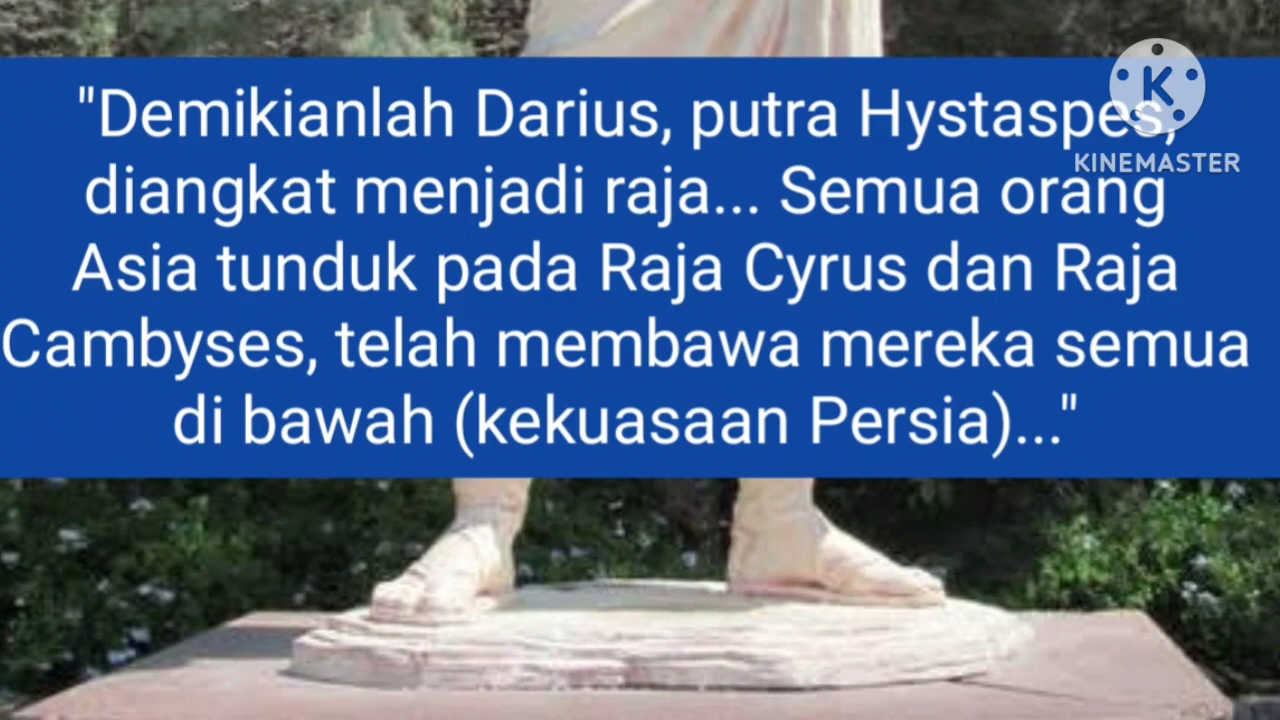 "Demikianlah Darius, putra Hystaspes,
diangkat menjadi raja... Semua orang
Asia tunduk pada Raja Cyrus dan Raja
Cambyses, telah membawa mereka semua
di bawah (kekuasaan Persia)..."
K
KINEMASTER